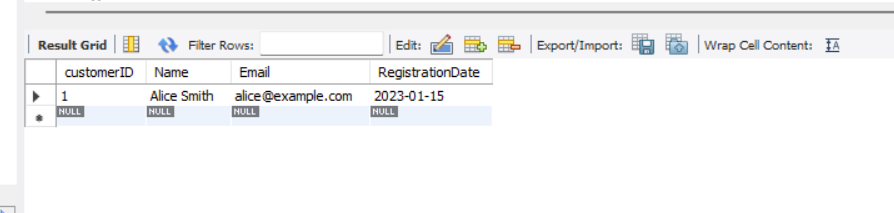 Result Grid Filter Rows: Edit: Export/Import: Wrap Cell Content: IA
customerID Name Email RegistrationDate
1 Alice Smith alice@example.com 2023-01-15
NULL NULL NULL NULL